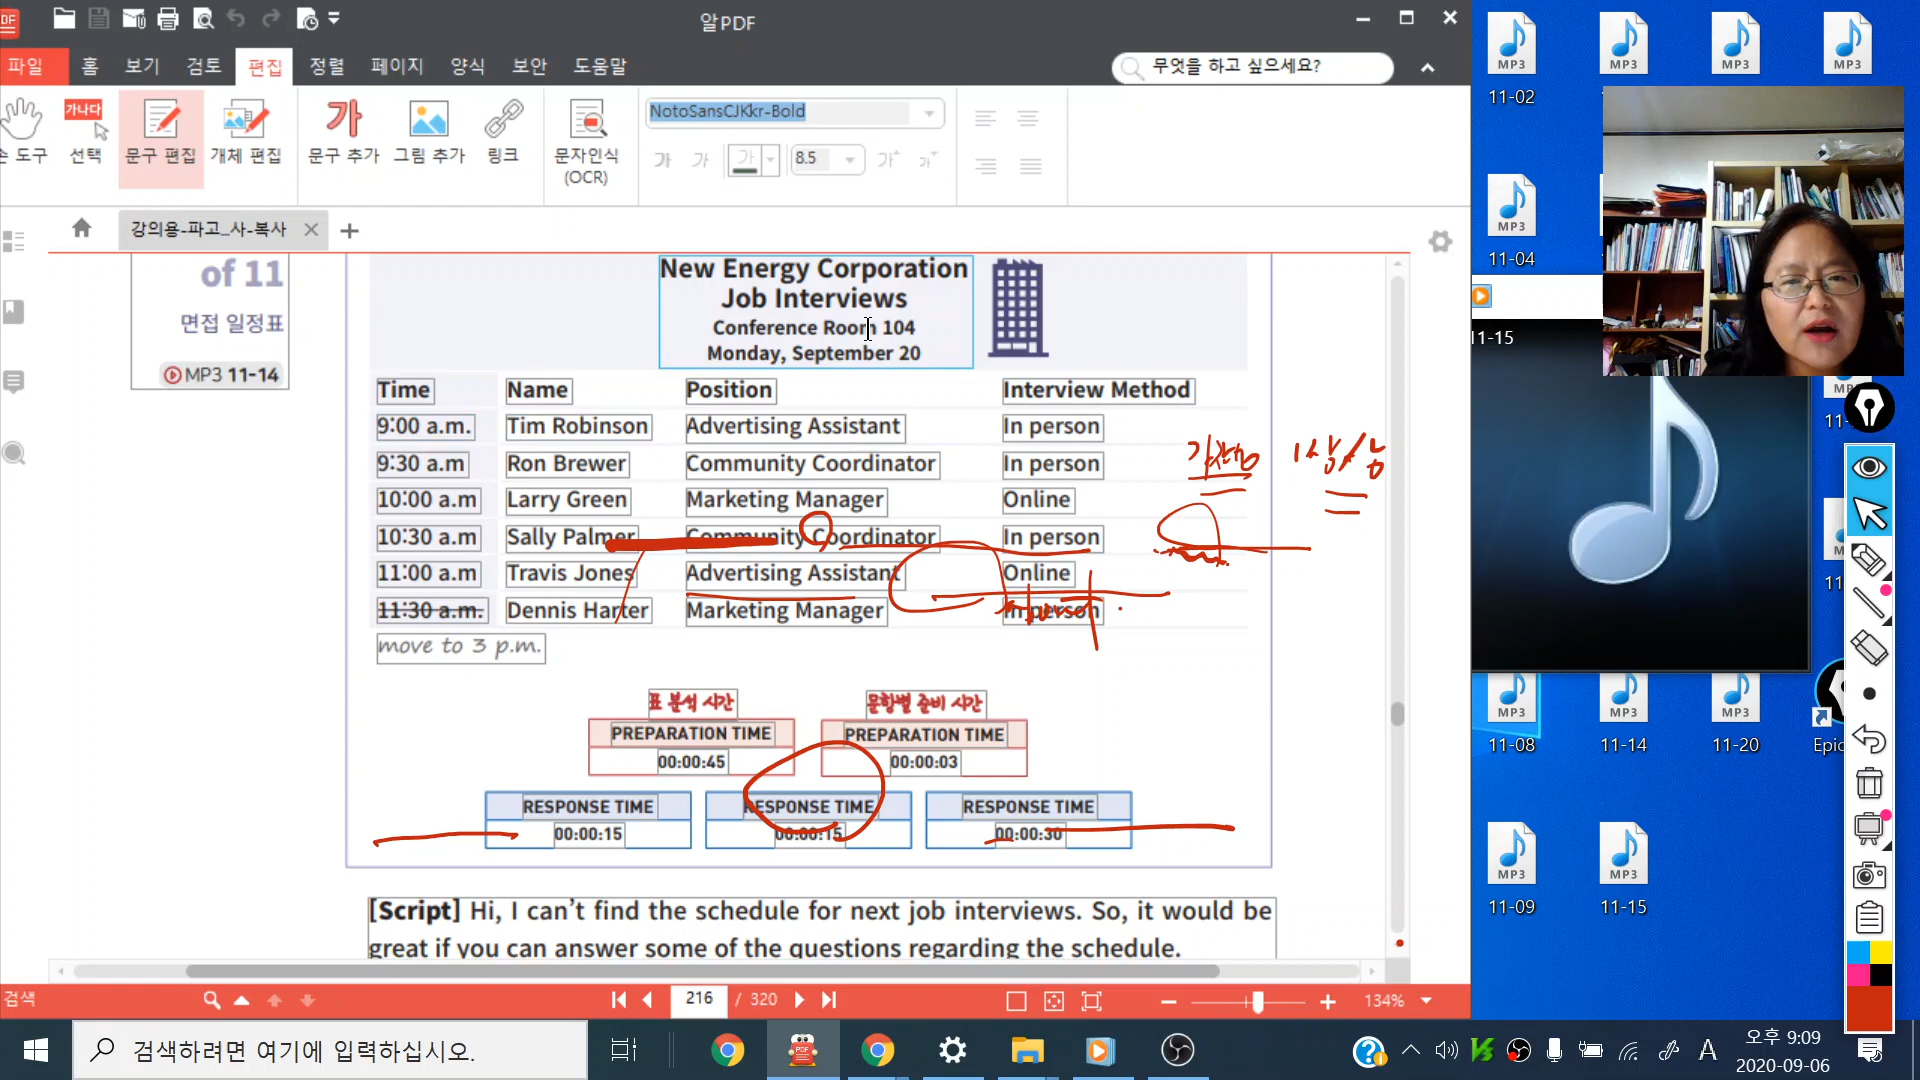 알PDF
파일 홈 보기 검토 편집 정렬 페이지 양식 보안 도움말
무엇을 하고 싶으세요?
손 도구
가나다
선택
문구 편집
개체 편집
가
문구 추가
그림 추가
링크
문자인식
(OCR)
NotoSansCJKkr-Bold
8.5
강의용-파고_사-복사
of 11
면접 일정표
MP3 11-14
New Energy Corporation
Job Interviews
Conference Room 104
Monday, September 20
Time Name Position Interview Method
9:00 a.m. Tim Robinson Advertising Assistant In person
9:30 a.m Ron Brewer Community Coordinator In person
10:00 a.m Larry Green Marketing Manager Online
10:30 a.m Sally Palmer Community Coordinator In person
11:00 a.m Travis Jones Advertising Assistant Online
11:30 a.m. Dennis Harter Marketing Manager In person
move to 3 p.m.
표 분석 시간 문항별 준비 시간
PREPARATION TIME PREPARATION TIME
00:00:45 00:00:03
RESPONSE TIME RESPONSE TIME RESPONSE TIME
00:00:15 00:00:15 00:00:30
[Script] Hi, I can't find the schedule for next job interviews. So, it would be
great if you can answer some of the questions regarding the schedule.
검색
216 / 320
134%
검색하려면 여기에 입력하십시오.
A
오후 9:09
2020-09-06
MP3 MP3 MP3 MP3
11-02
MP3
11-04
11-15
MP3 MP3 MP3
11-08 11-14 11-20 Epic
MP3 MP3
11-09 11-15